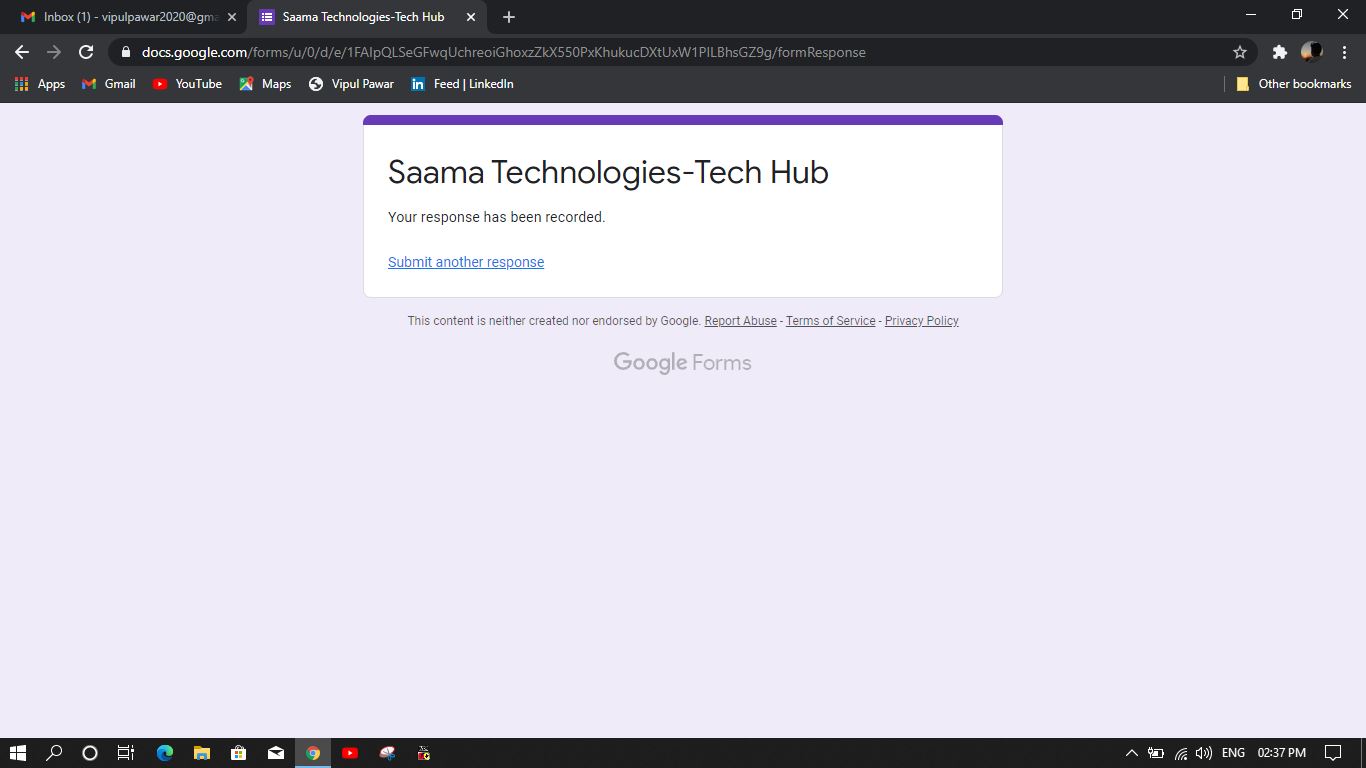 Inbox (1) - vipulpawar2020@gma
Saama Technologies-Tech Hub
docs.google.com/forms/u/0/d/e/1FAIpQLSeGFwqUchreoiGhoxzZkX550PxKhukucDXtUxW1PILBhsGZ9g/formResponse
Apps Gmail YouTube Maps Vipul Pawar Feed | LinkedIn Other bookmarks
Saama Technologies-Tech Hub
Your response has been recorded.
Submit another response
This content is neither created nor endorsed by Google. Report Abuse - Terms of Service - Privacy Policy
Google Forms
ENG 02:37 PM